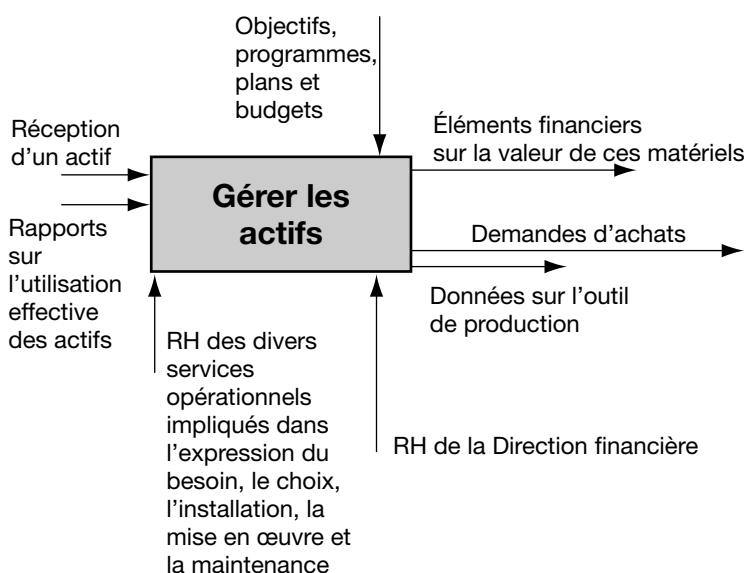 Objectifs,
programmes,
plans et
budgets
Réception
d’un actif
Éléments financiers
sur la valeur de ces matériels
Gérer les
actifs
Rapports
sur
l’utilisation
effective
des actifs
Demandes d’achats
Données sur l’outil
de production
RH des divers
services
opérationnels
impliqués dans
l’expression du
besoin, le choix,
l’installation, la
mise en œuvre et
la maintenance
RH de la Direction financière